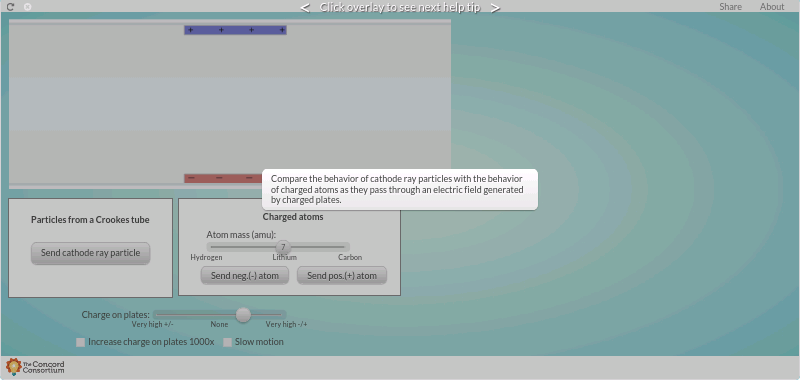 < Click overlay to see next help tip >
Share About
+ + + +
− − −
Compare the behavior of cathode ray particles with the behavior
of charged atoms as they pass through an electric field generated
by charged plates.
Particles from a Crookes tube
Send cathode ray particle
Charged atoms
Atom mass (amu):
7
Hydrogen Lithium Carbon
Send neg.(-) atom Send pos.(+) atom
Charge on plates:
Very high +/- None Very high -/+
Increase charge on plates 1000x Slow motion
The Concord
Consortium